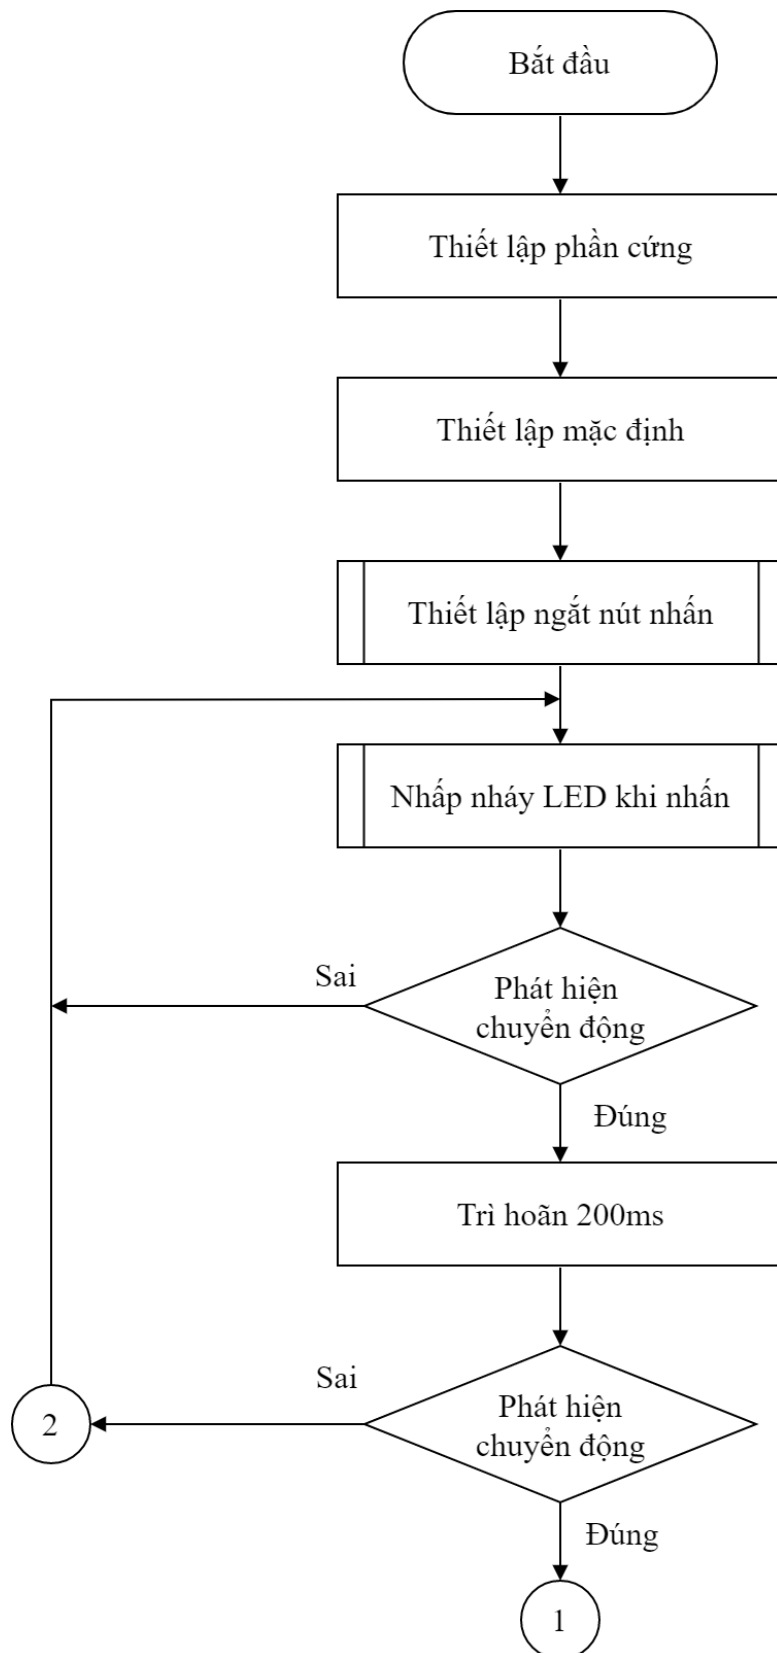 Bắt đầu
Thiết lập phần cứng
Thiết lập mặc định
Thiết lập ngắt nút nhấn
Nhấp nháy LED khi nhấn
Sai
Phát hiện
chuyển động
Đúng
Trì hoãn 200ms
Sai
Phát hiện
chuyển động
2
Đúng
1